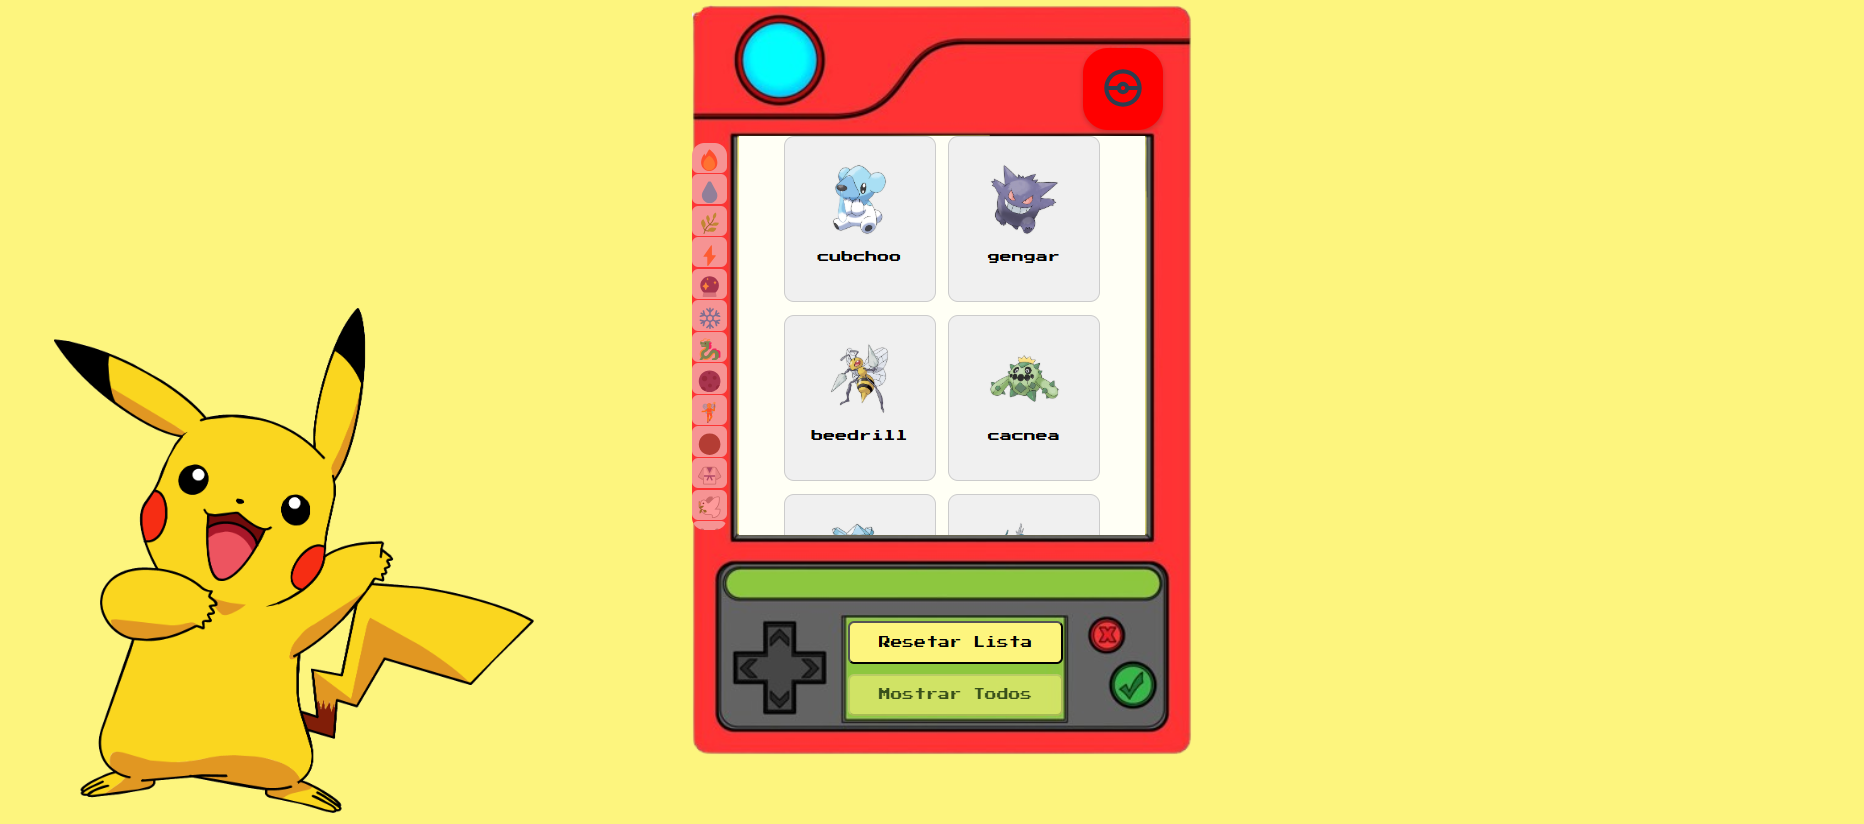 cubchoo
gengar
beedrill
cacnea
Resetar Lista
Mostrar Todos